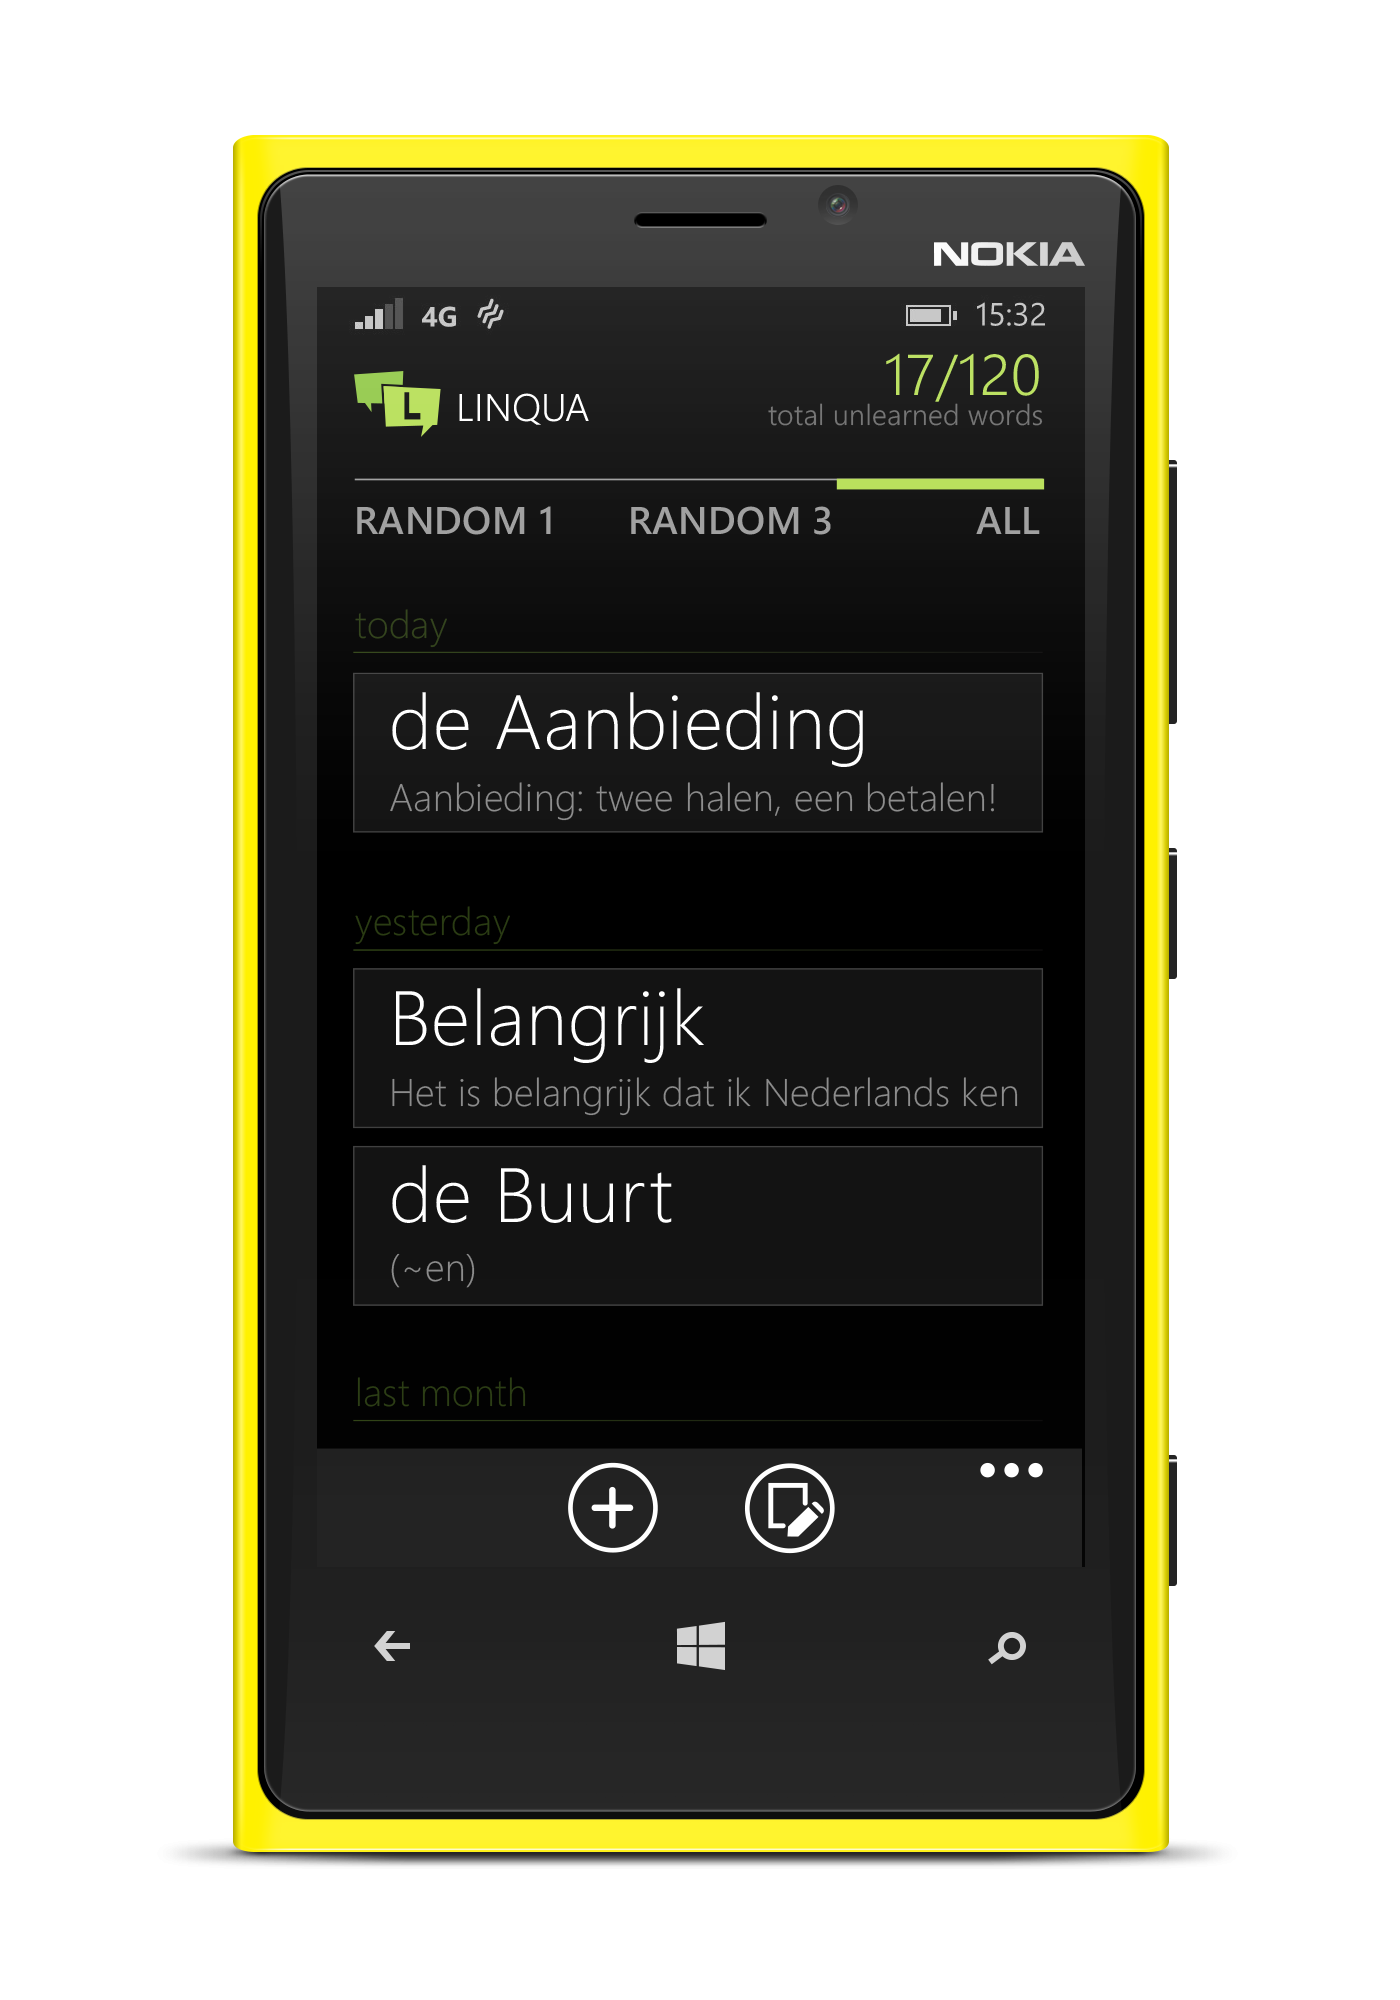 NOKIA
4G 15:32
17/120
LINQUA
total unlearned words
RANDOM 1 RANDOM 3 ALL
today
de Aanbieding
Aanbieding: twee halen, een betalen!
yesterday
Belangrijk
Het is belangrijk dat ik Nederlands ken
de Buurt
(~en)
last month